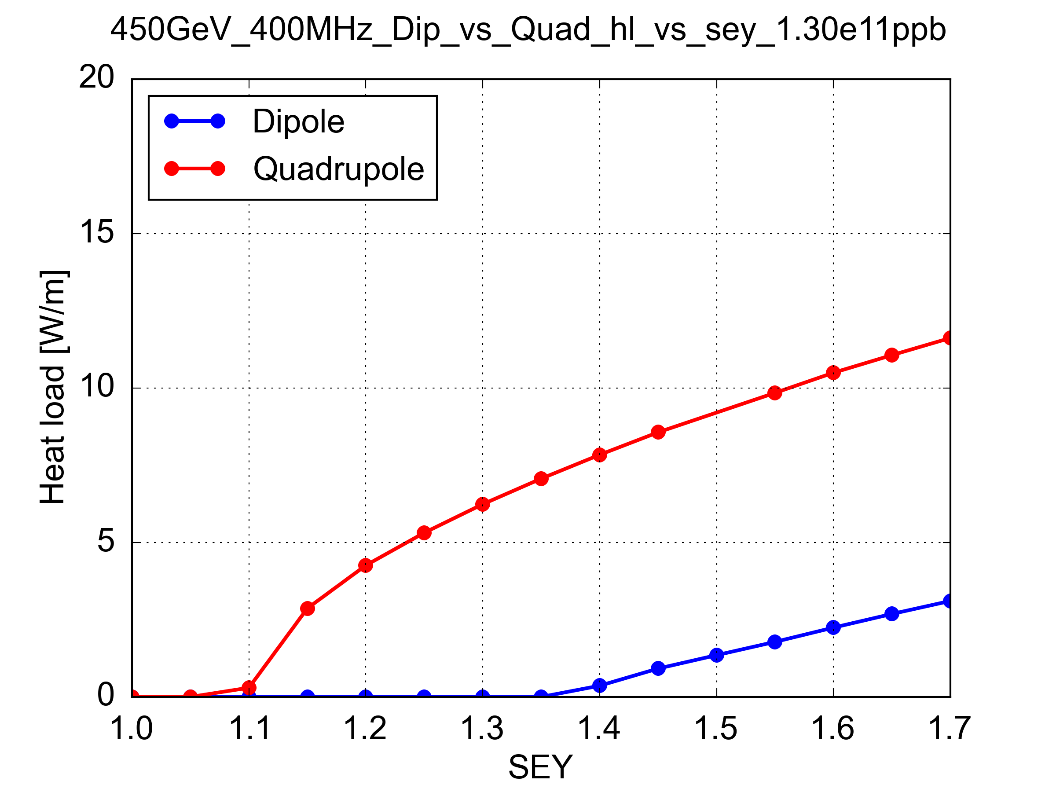 450GeV_400MHz_Dip_vs_Quad_hl_vs_sey_1.30e11ppb
20
15
10
5
0
Heat load [W/m]
Dipole
Quadrupole
1.0 1.1 1.2 1.3 1.4 1.5 1.6 1.7
SEY